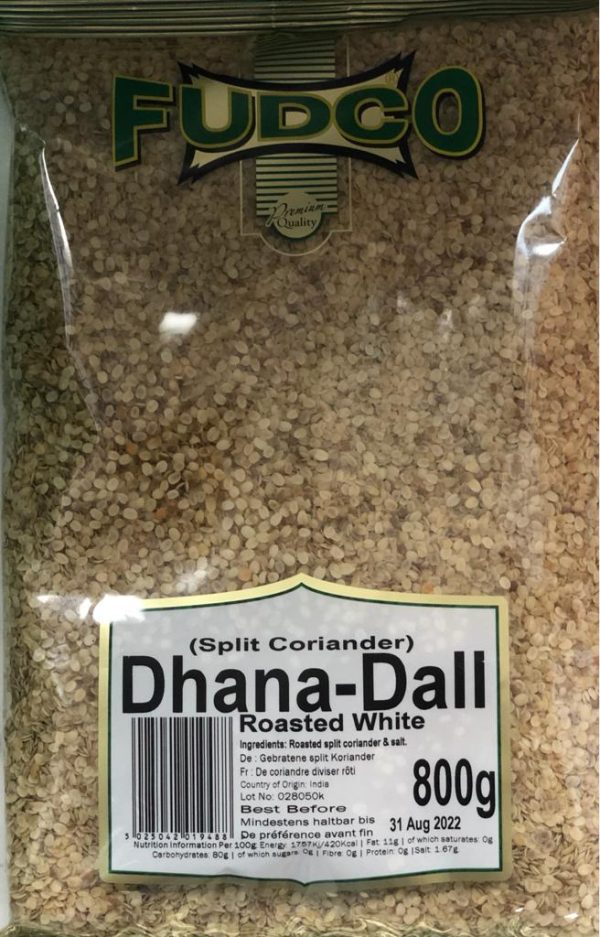 FUDCO
Premium
Quality
(Split Coriander)
Dhana-Dall
Roasted White
Ingredients: Roasted split coriander & salt.
De : Gebratene split Koriander
Fr : De coriandre diviser rôti
Country of Origin: India
Lot No: 028050k
800g
Best Before
Mindestens haltbar bis
De préférence avant fin
31 Aug 2022
5 025042 019488
Nutrition Information Per 100g: Energy 1757Kj/420Kcal | Fat: 11g | of which saturates: 0g
Carbohydrates: 80g | of which sugars: 0g | Fibre: 0g | Protein: 0g |Salt: 1.67g